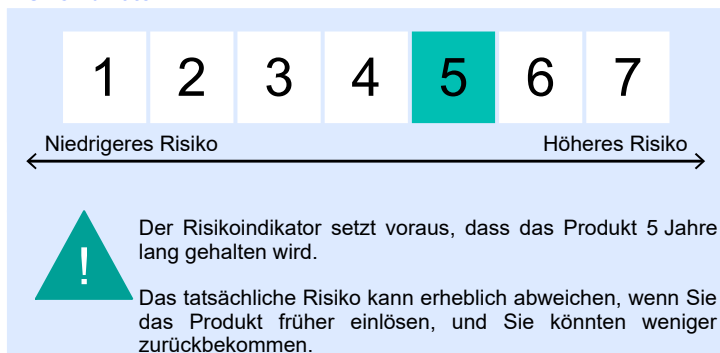 1 2 3 4 5 6 7
Niedrigeres Risiko Höheres Risiko
!
Der Risikoindikator setzt voraus, dass das Produkt 5 Jahre
lang gehalten wird.
Das tatsächliche Risiko kann erheblich abweichen, wenn Sie
das Produkt früher einlösen, und Sie könnten weniger
zurückbekommen.